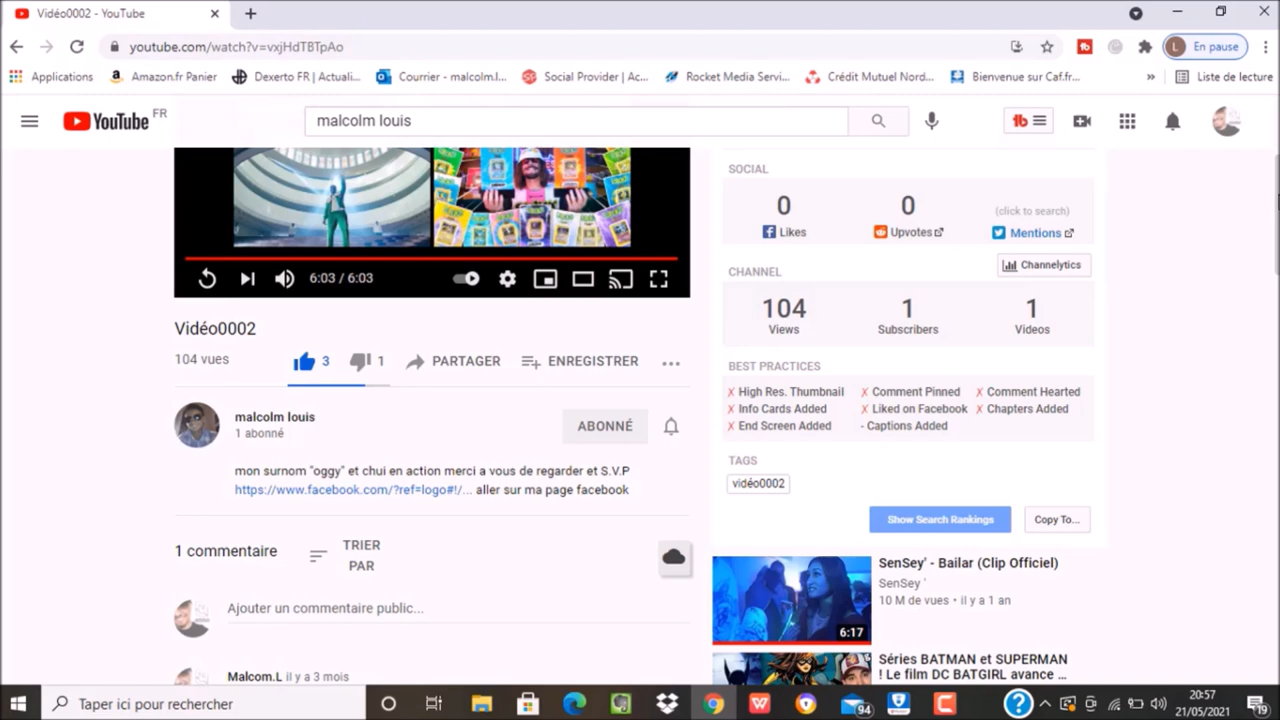 Vidéo0002 - YouTube
youtube.com/watch?v=vxjHdTBTpAo
L En pause
Applications
Amazon.fr Panier
Dexerto FR | Actuali...
Courrier - malcolm.l...
Social Provider | Ac...
Rocket Media Servi...
Crédit Mutuel Nord...
Bienvenue sur Caf.fr...
»
Liste de lecture
YouTube FR
malcolm louis
SOCIAL
0
Likes
0
Upvotes
(click to search)
Mentions
CHANNEL
Channelytics
104
Views
1
Subscribers
1
Videos
BEST PRACTICES
X High Res. Thumbnail
X Comment Pinned
X Comment Hearted
X Info Cards Added
X Liked on Facebook
X Chapters Added
X End Screen Added
- Captions Added
TAGS
vidéo0002
Show Search Rankings
Copy To...
6:03 / 6:03
Vidéo0002
104 vues
3
1
PARTAGER
ENREGISTRER
malcolm louis
1 abonné
ABONNÉ
mon surnom "oggy" et chui en action merci a vous de regarder et S.V.P
https://www.facebook.com/?ref=logo#!/... aller sur ma page facebook
1 commentaire
TRIER
PAR
Ajouter un commentaire public...
Malcom.L il y a 3 mois
6:17
SenSey' - Bailar (Clip Officiel)
SenSey '
10 M de vues • il y a 1 an
Séries BATMAN et SUPERMAN
! Le film DC BATGIRL avance ...
Taper ici pour rechercher
94
20:57
21/05/2021
19